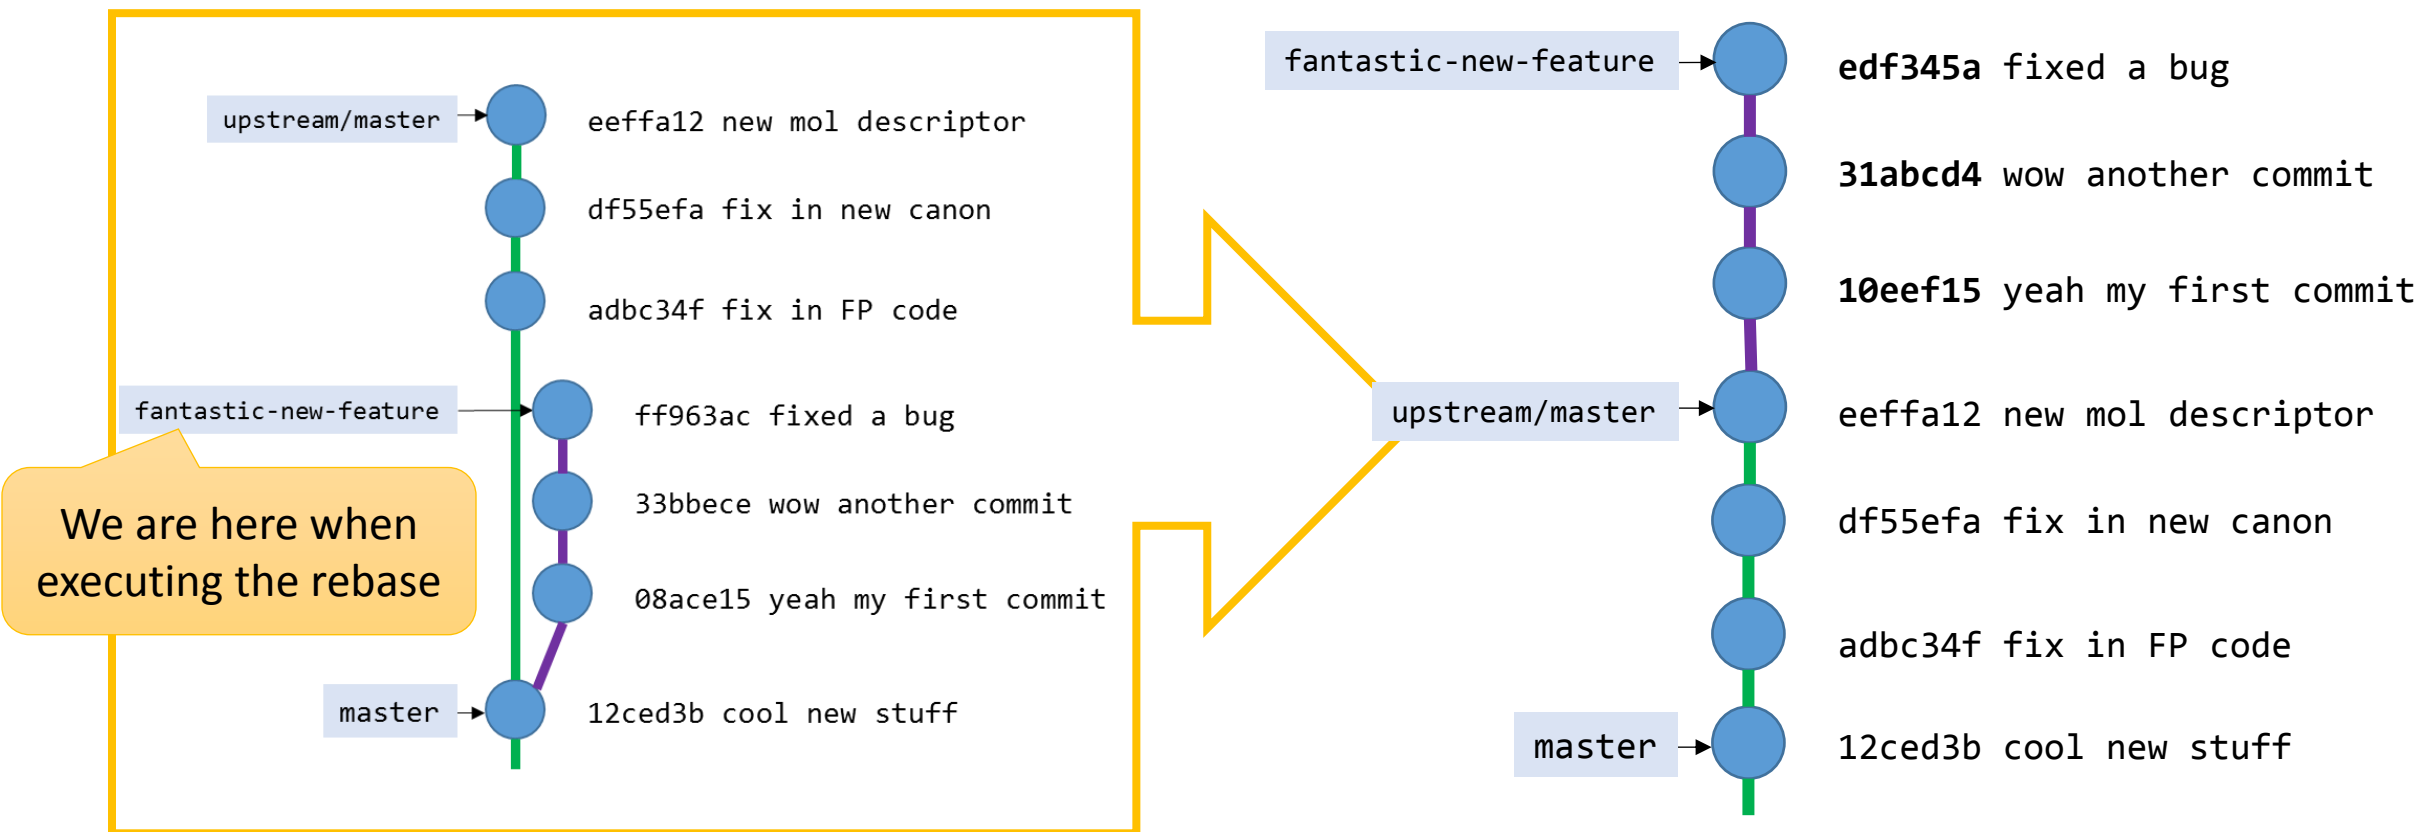 upstream/master
eeffa12 new mol descriptor
df55efa fix in new canon
adbc34f fix in FP code
fantastic-new-feature
ff963ac fixed a bug
We are here when
executing the rebase
33bbece wow another commit
08ace15 yeah my first commit
master
12ced3b cool new stuff
fantastic-new-feature
edf345a fixed a bug
31abcd4 wow another commit
10eef15 yeah my first commit
upstream/master
eeffa12 new mol descriptor
df55efa fix in new canon
adbc34f fix in FP code
master
12ced3b cool new stuff